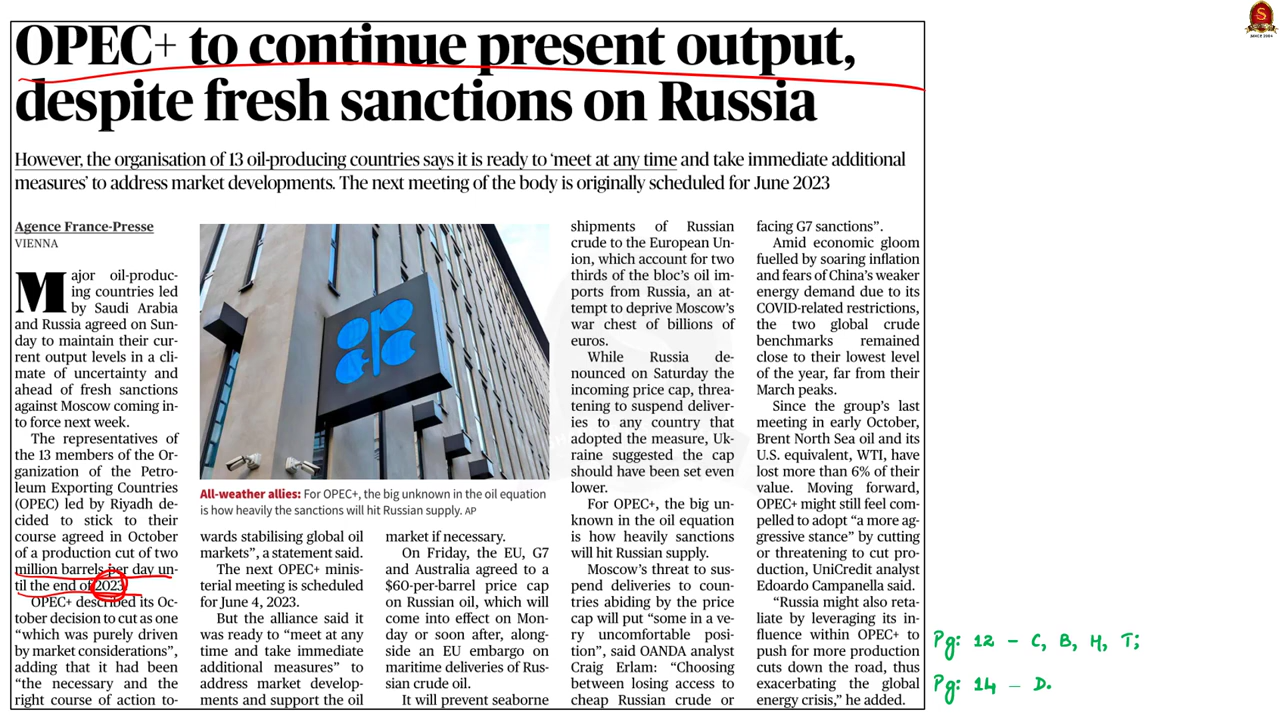 OPEC+ to continue present output,
despite fresh sanctions on Russia
However, the organisation of 13 oil-producing countries says it is ready to ‘meet at any time and take immediate additional
measures’ to address market developments. The next meeting of the body is originally scheduled for June 2023
Agence France-Presse
VIENNA
Major oil-produc-
ing countries led
by Saudi Arabia
and Russia agreed on Sun-
day to maintain their cur-
rent output levels in a cli-
mate of uncertainty and
ahead of fresh sanctions
against Moscow coming in-
to force next week.
The representatives of
the 13 members of the Or-
ganization of the Petro-
leum Exporting Countries
(OPEC) led by Riyadh de-
cided to stick to their
course agreed in October
of a production cut of two
million barrels per day un-
til the end of 2023.
OPEC+ described its Oc-
tober decision to cut as one
“which was purely driven
by market considerations”,
adding that it had been
“the necessary and the
right course of action to-
All-weather allies: For OPEC+, the big unknown in the oil equation
is how heavily the sanctions will hit Russian supply. AP
wards stabilising global oil
markets”, a statement said.
The next OPEC+ minis-
terial meeting is scheduled
for June 4, 2023.
But the alliance said it
was ready to “meet at any
time and take immediate
additional measures” to
address market develop-
ments and support the oil
market if necessary.
On Friday, the EU, G7
and Australia agreed to a
$60-per-barrel price cap
on Russian oil, which will
come into effect on Mon-
day or soon after, along-
side an EU embargo on
maritime deliveries of Rus-
sian crude oil.
It will prevent seaborne
shipments of Russian
crude to the European Un-
ion, which account for two
thirds of the bloc’s oil im-
ports from Russia, an at-
tempt to deprive Moscow’s
war chest of billions of
euros.
While Russia de-
nounced on Saturday the
incoming price cap, threa-
tening to suspend deliver-
ies to any country that
adopted the measure, Uk-
raine suggested the cap
should have been set even
lower.
For OPEC+, the big un-
known in the oil equation
is how heavily sanctions
will hit Russian supply.
Moscow’s threat to sus-
pend deliveries to coun-
tries abiding by the price
cap will put “some in a ve-
ry uncomfortable posi-
tion”, said OANDA analyst
Craig Erlam: “Choosing
between losing access to
cheap Russian crude or
facing G7 sanctions”.
Amid economic gloom
fuelled by soaring inflation
and fears of China’s weaker
energy demand due to its
COVID-related restrictions,
the two global crude
benchmarks remained
close to their lowest level
of the year, far from their
March peaks.
Since the group’s last
meeting in early October,
Brent North Sea oil and its
U.S. equivalent, WTI, have
lost more than 6% of their
value. Moving forward,
OPEC+ might still feel com-
pelled to adopt “a more ag-
gressive stance” by cutting
or threatening to cut pro-
duction, UniCredit analyst
Edoardo Campanella said.
“Russia might also reta-
liate by leveraging its in-
fluence within OPEC+ to
push for more production
cuts down the road, thus
exacerbating the global
energy crisis,” he added.
Pg: 12 – C, B, H, T;
Pg: 14 – D.